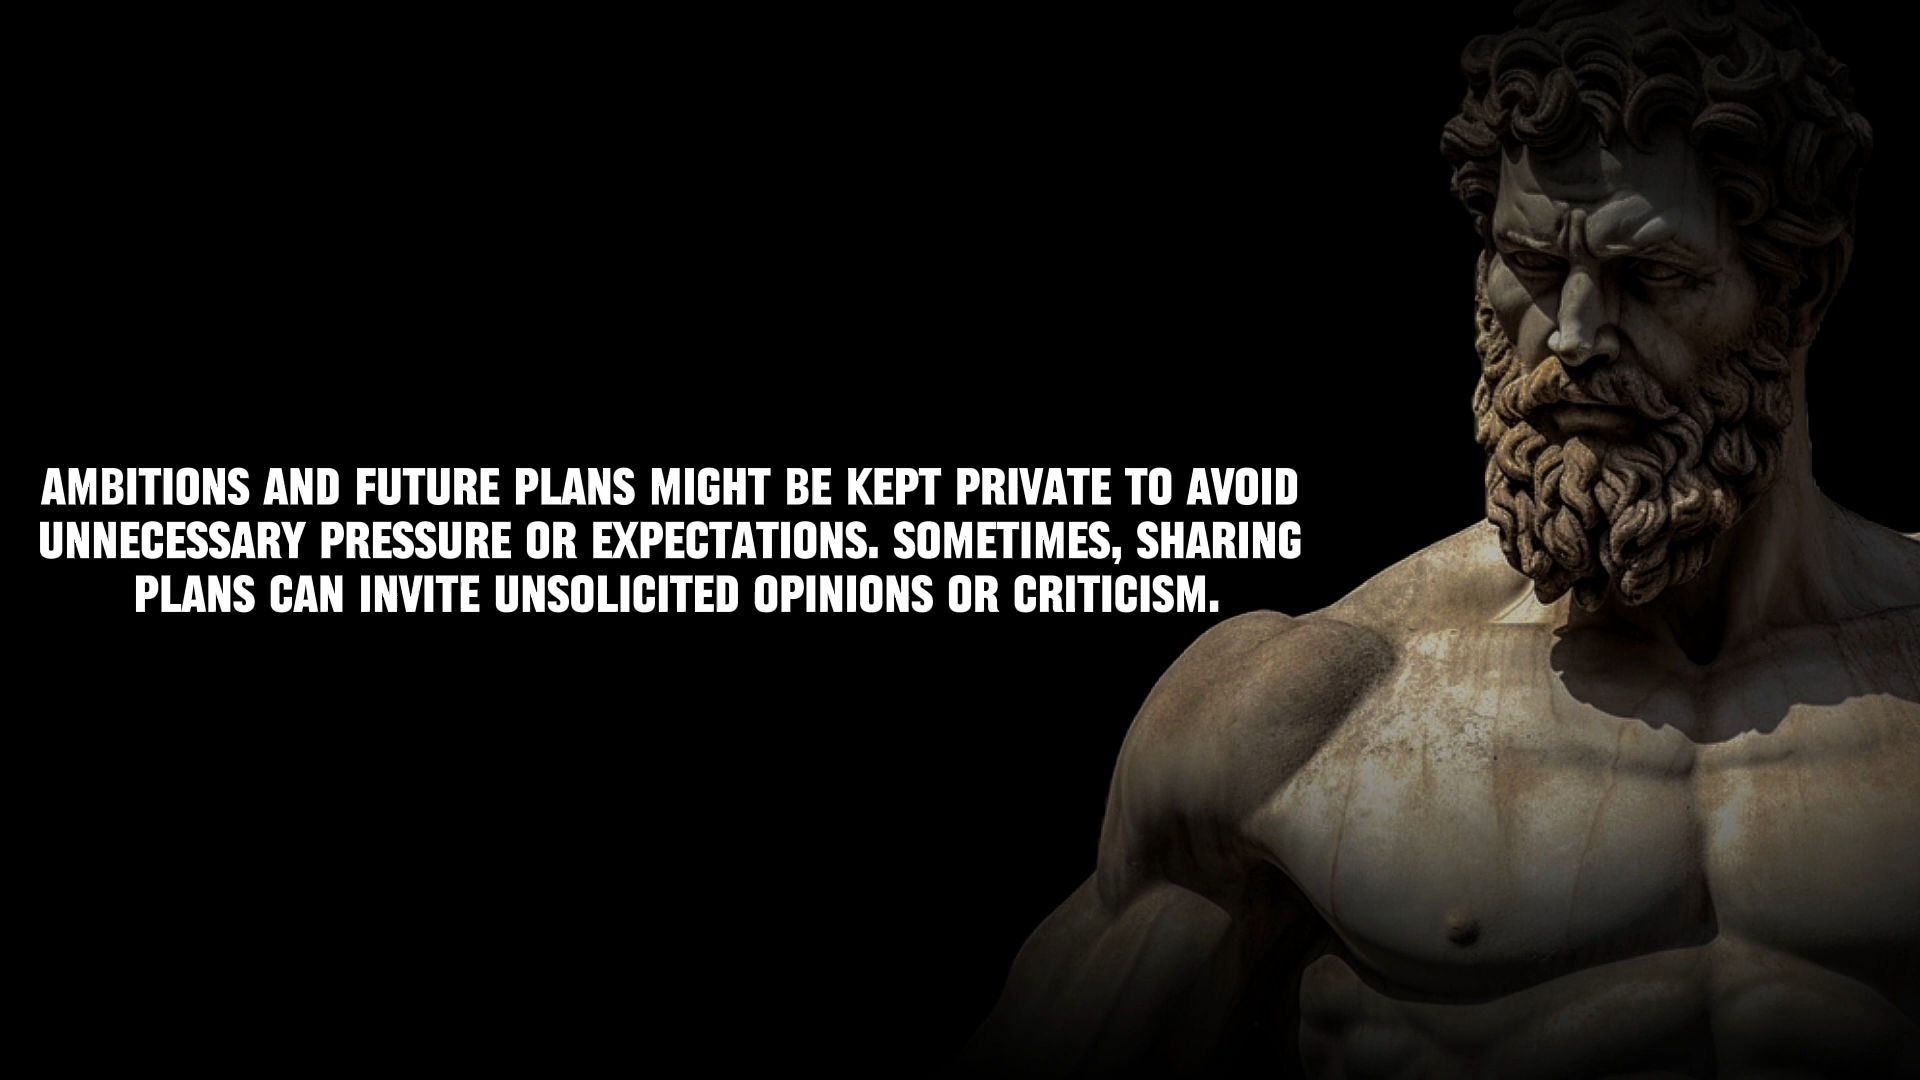 AMBITIONS AND FUTURE PLANS MIGHT BE KEPT PRIVATE TO AVOID
UNNECESSARY PRESSURE OR EXPECTATIONS. SOMETIMES, SHARING
PLANS CAN INVITE UNSOLICITED OPINIONS OR CRITICISM.